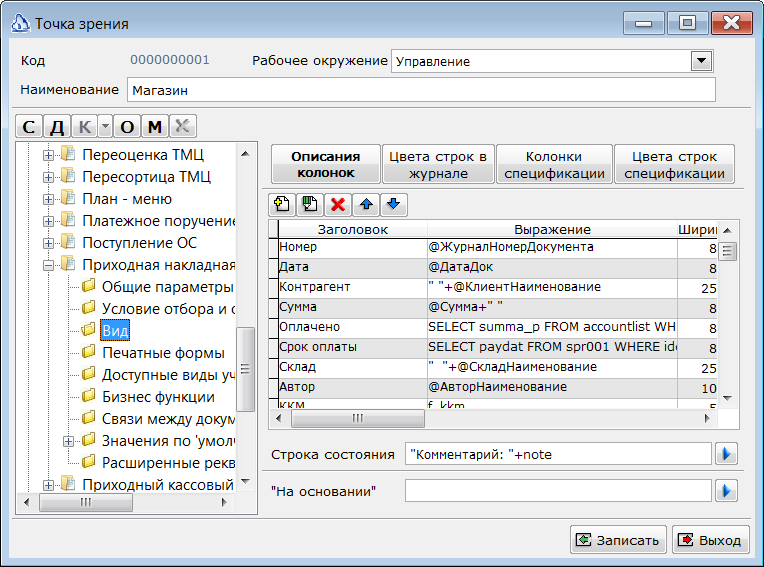 Точка зрения
Код 0000000001 Рабочее окружение Управление
Наименование Магазин
С Д К О М
Переоценка ТМЦ
Пересортица ТМЦ
План - меню
Платежное поручение
Поступление ОС
Приходная накладная
Общие параметры
Условие отбора и с
Вид
Печатные формы
Доступные виды уч
Бизнес функции
Связи между докум
Значения по 'умолч
Расширенные рекв
Приходный кассовый
Описания колонок
Цвета строк в журнале
Колонки спецификации
Цвета строк спецификации
Заголовок Выражение Ширин
Номер @ЖурналНомерДокумента 8
Дата @ДатаДок 8
Контрагент " "+@КлиентНаименование 25
Сумма @Сумма+" " 8
Оплачено SELECT summa_p FROM accountlist WH 8
Срок оплаты SELECT paydat FROM spr001 WHERE ide 8
Склад " "+@СкладНаименование 25
Автор @АвторНаименование 10
ККМ f_kkm 5
Строка состояния "Комментарий: "+note
"На основании"
Записать Выход